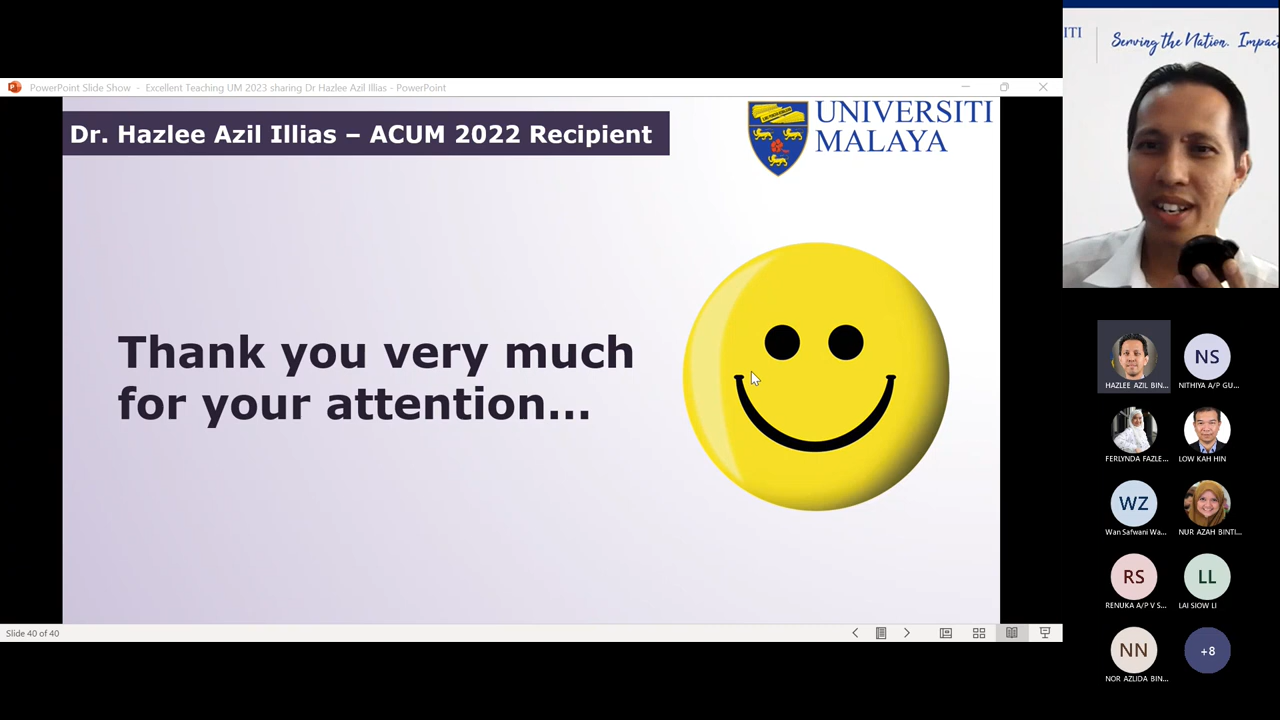 ITI
Serving the Nation. Impac
PowerPoint Slide Show - Excellent Teaching UM 2023 sharing Dr Hazlee Azil Illias - PowerPoint
Dr. Hazlee Azil Illias – ACUM 2022 Recipient
UNIVERSITI
MALAYA
Thank you very much
for your attention...
Slide 40 of 40
HAZLEE AZIL BIN...
NS
NITHIYA A/P GU...
FERLYNDA FAZLE...
LOW KAH HIN
WZ
Wan Safwani Wa...
NUR AZAH BINTI...
RS
RENUKA A/P V S...
LL
LAI SIOW LI
NN
NOR AZLIDA BIN...
+8